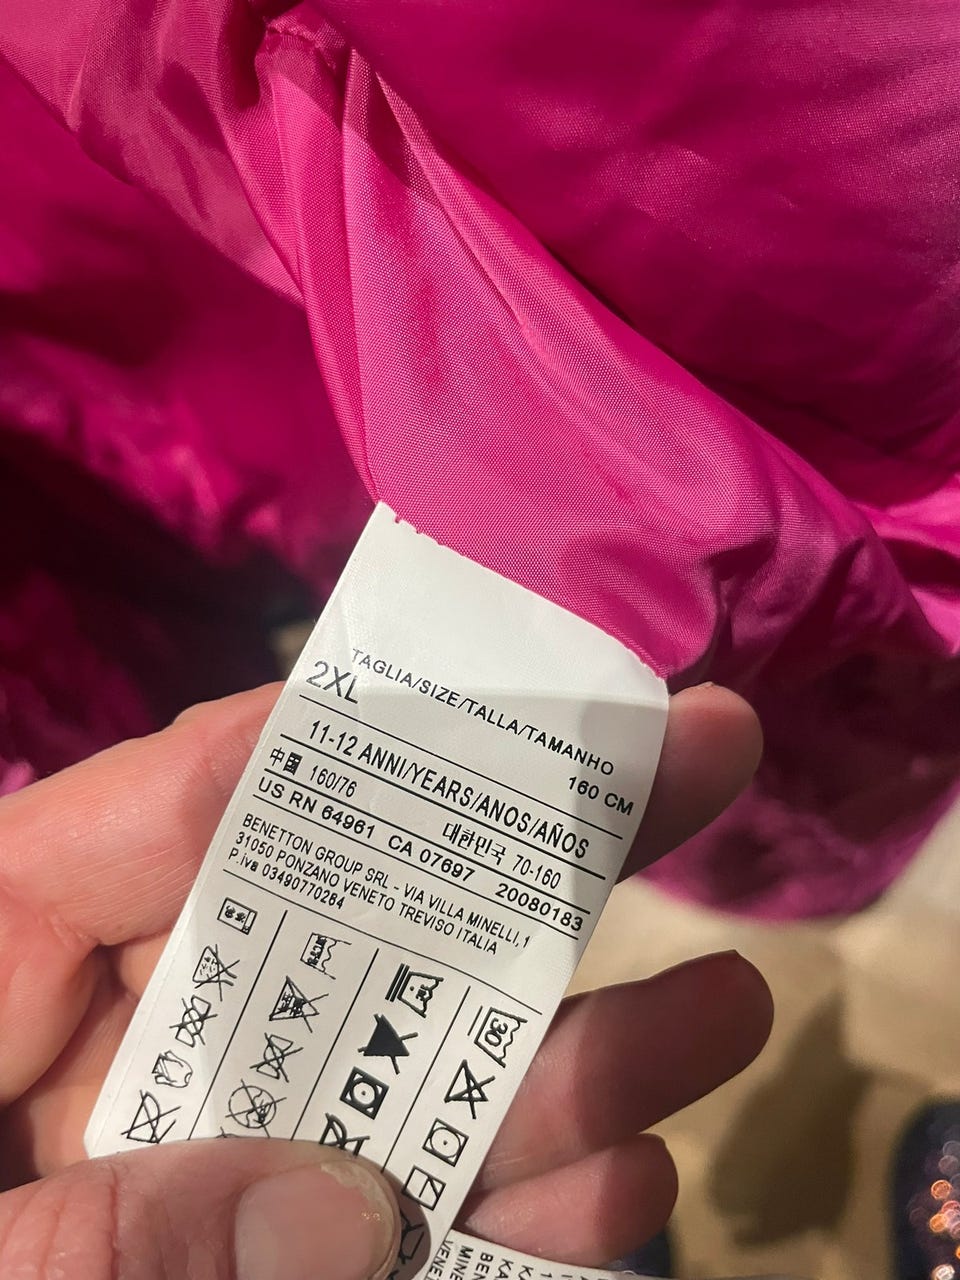 TAGLIA/SIZE/TALLA/TAMANHO
2XL 160 CM
11-12 ANNI/YEARS/ANOS/AÑOS
中国 160/76 대한민국 70-160
US RN 64961 CA 07697 20080183
BENETTON GROUP SRL - VIA VILLA MINELLI, 1
31050 PONZANO VENETO TREVISO ITALIA
P.iva 03490770264
30